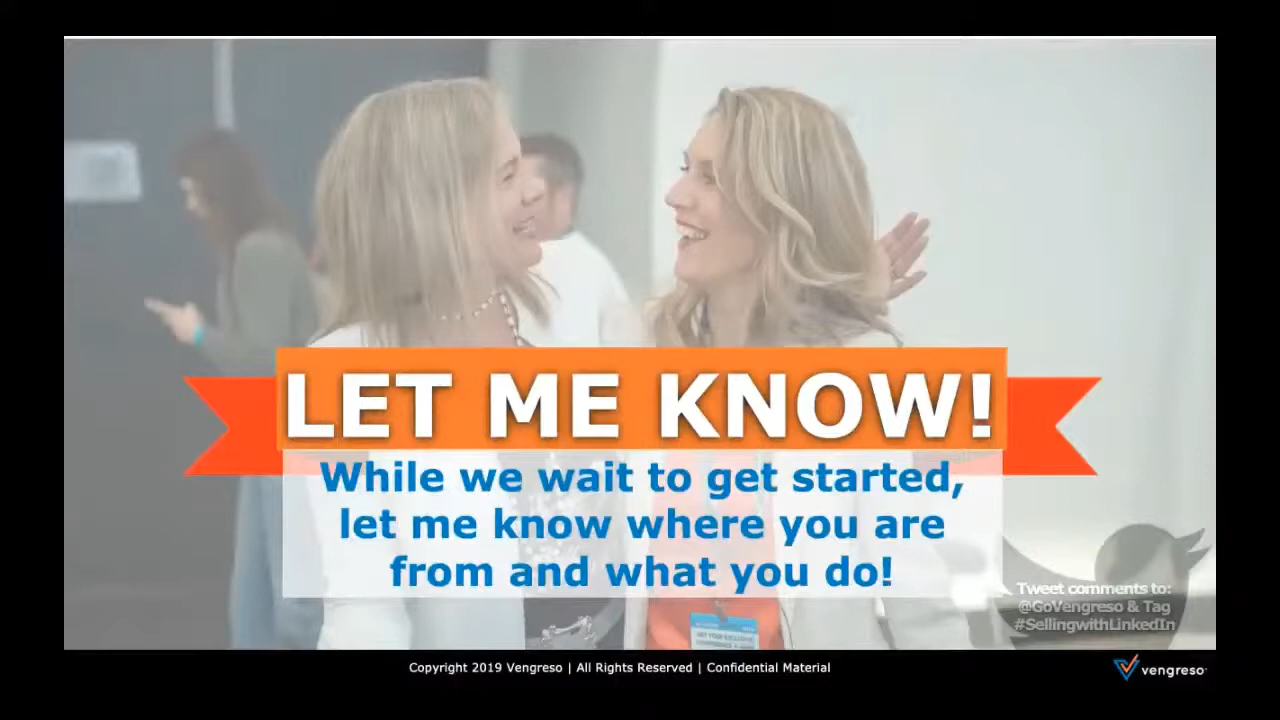 LET ME KNOW!
While we wait to get started,
let me know where you are
from and what you do!
Tweet comments to:
@GoVengreso & Tag
#SellingwithLinkedIn
Copyright 2019 Vengreso | All Rights Reserved | Confidential Material
vengreso